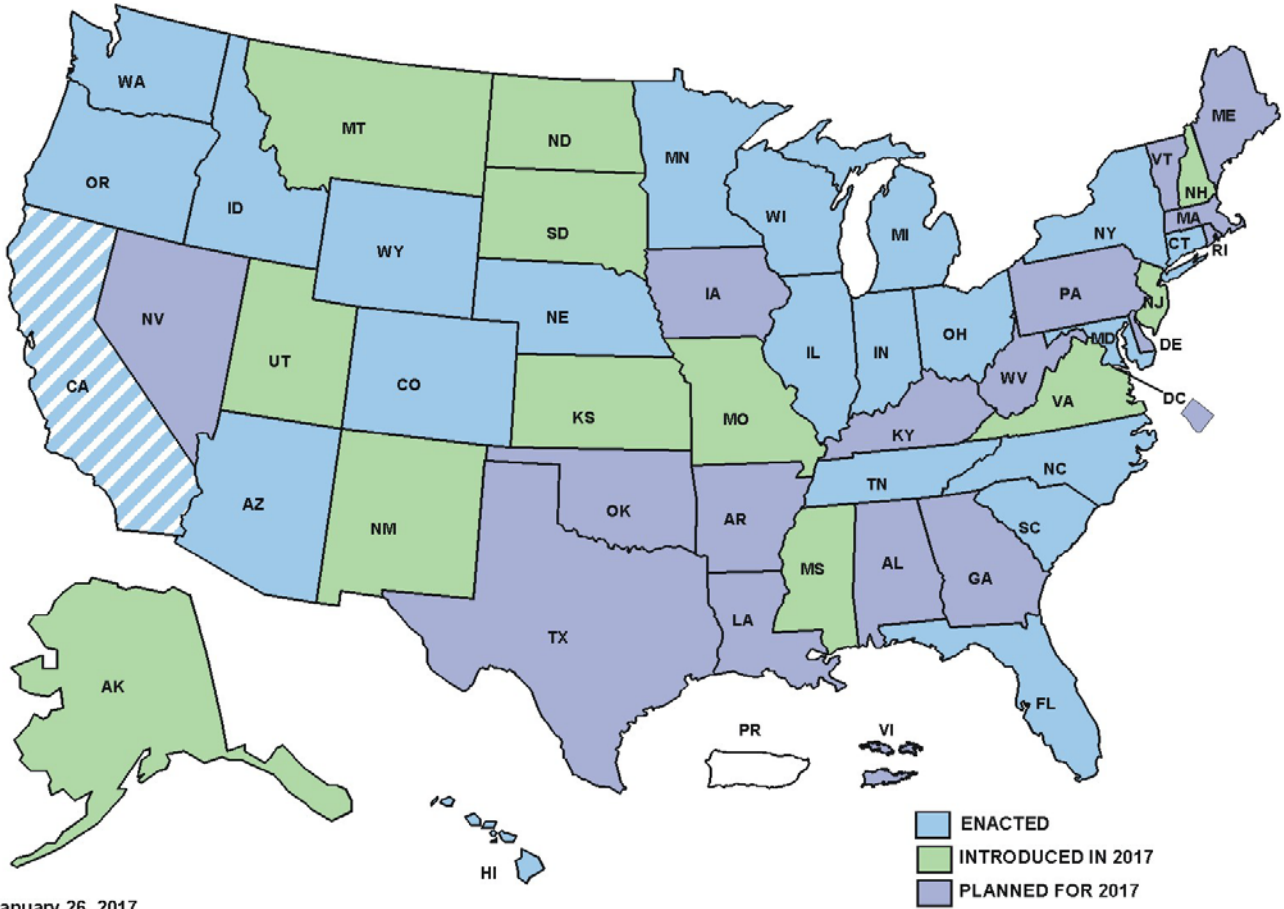 WA
MT
ND
MN
ME
VT
NH
OR
ID
WY
SD
WI
MI
NY
MA
CT
RI
NV
UT
CO
NE
IA
IL
IN
OH
PA
NJ
MD
DE
DC
CA
KS
MO
KY
WV
VA
AZ
NM
OK
AR
TN
NC
SC
TX
LA
MS
AL
GA
FL
AK
HI
PR
VI
ENACTED
INTRODUCED IN 2017
PLANNED FOR 2017
anuary 26, 2017